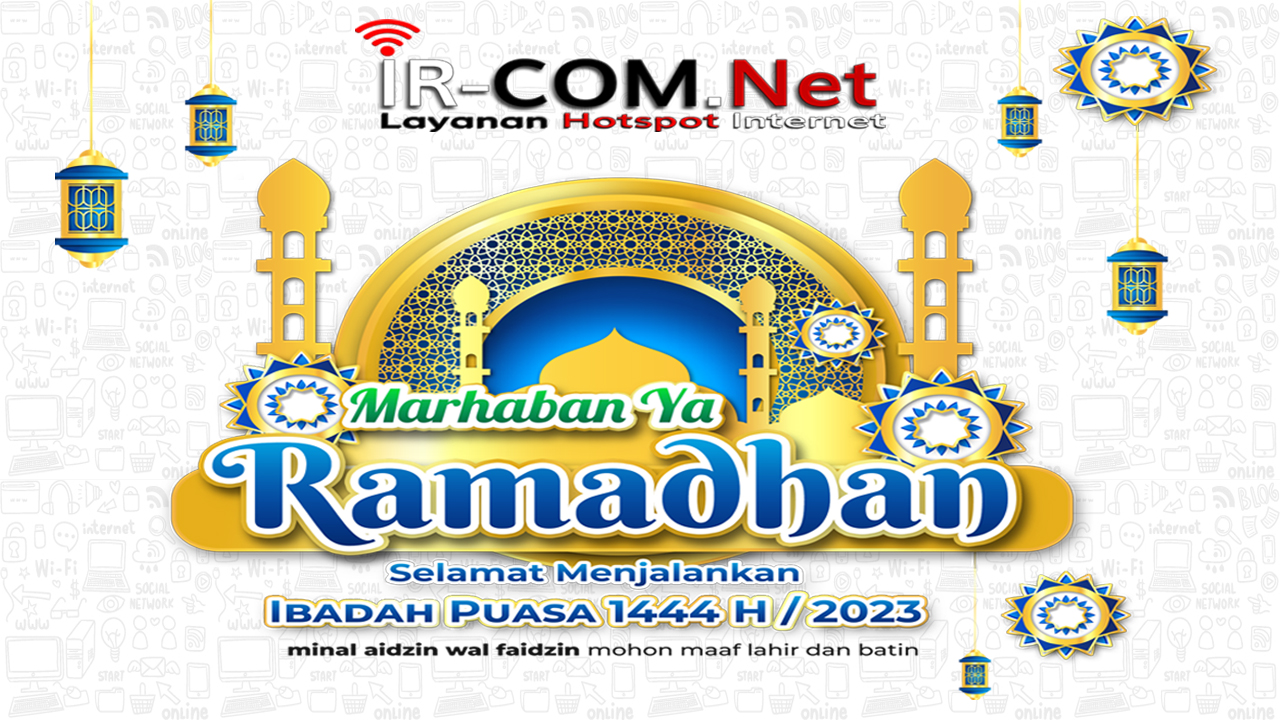 IR-COM.Net
Layanan Hotspot Internet
Marhaban Ya
Ramadhan
Selamat Menjalankan
IBADAH PUASA 1444 H / 2023
minal aidzin wal faidzin mohon maaf lahir dan batin